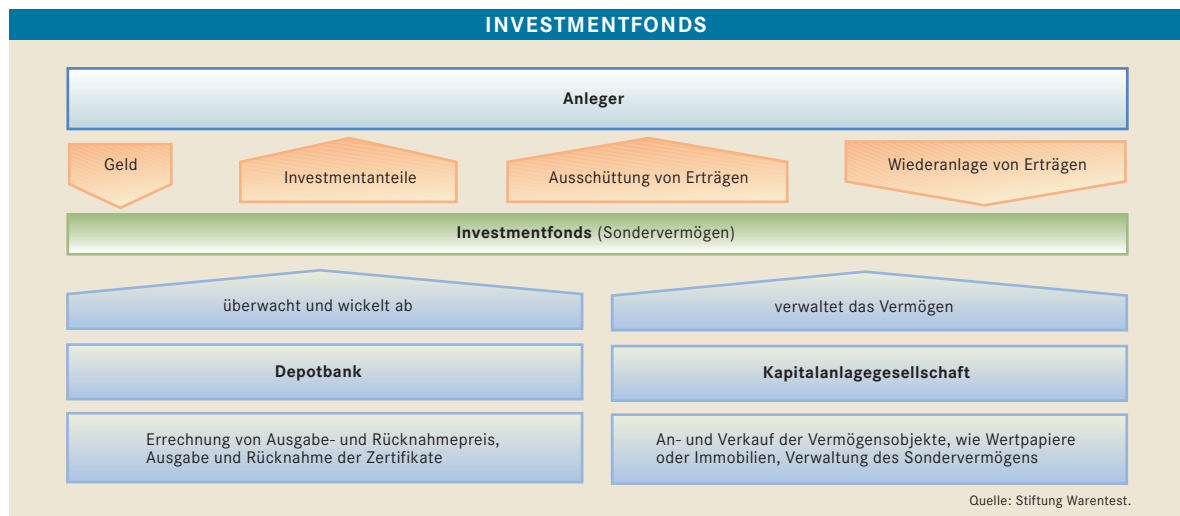 INVESTMENTFONDS
Anleger
Geld
Investmentanteile
Ausschüttung von Erträgen
Wiederanlage von Erträgen
Investmentfonds (Sondervermögen)
überwacht und wickelt ab
verwaltet das Vermögen
Depotbank
Kapitalanlagegesellschaft
Errechnung von Ausgabe- und Rücknahmepreis,
Ausgabe und Rücknahme der Zertifikate
An- und Verkauf der Vermögensobjekte, wie Wertpapiere
oder Immobilien, Verwaltung des Sondervermögens
Quelle: Stiftung Warentest.